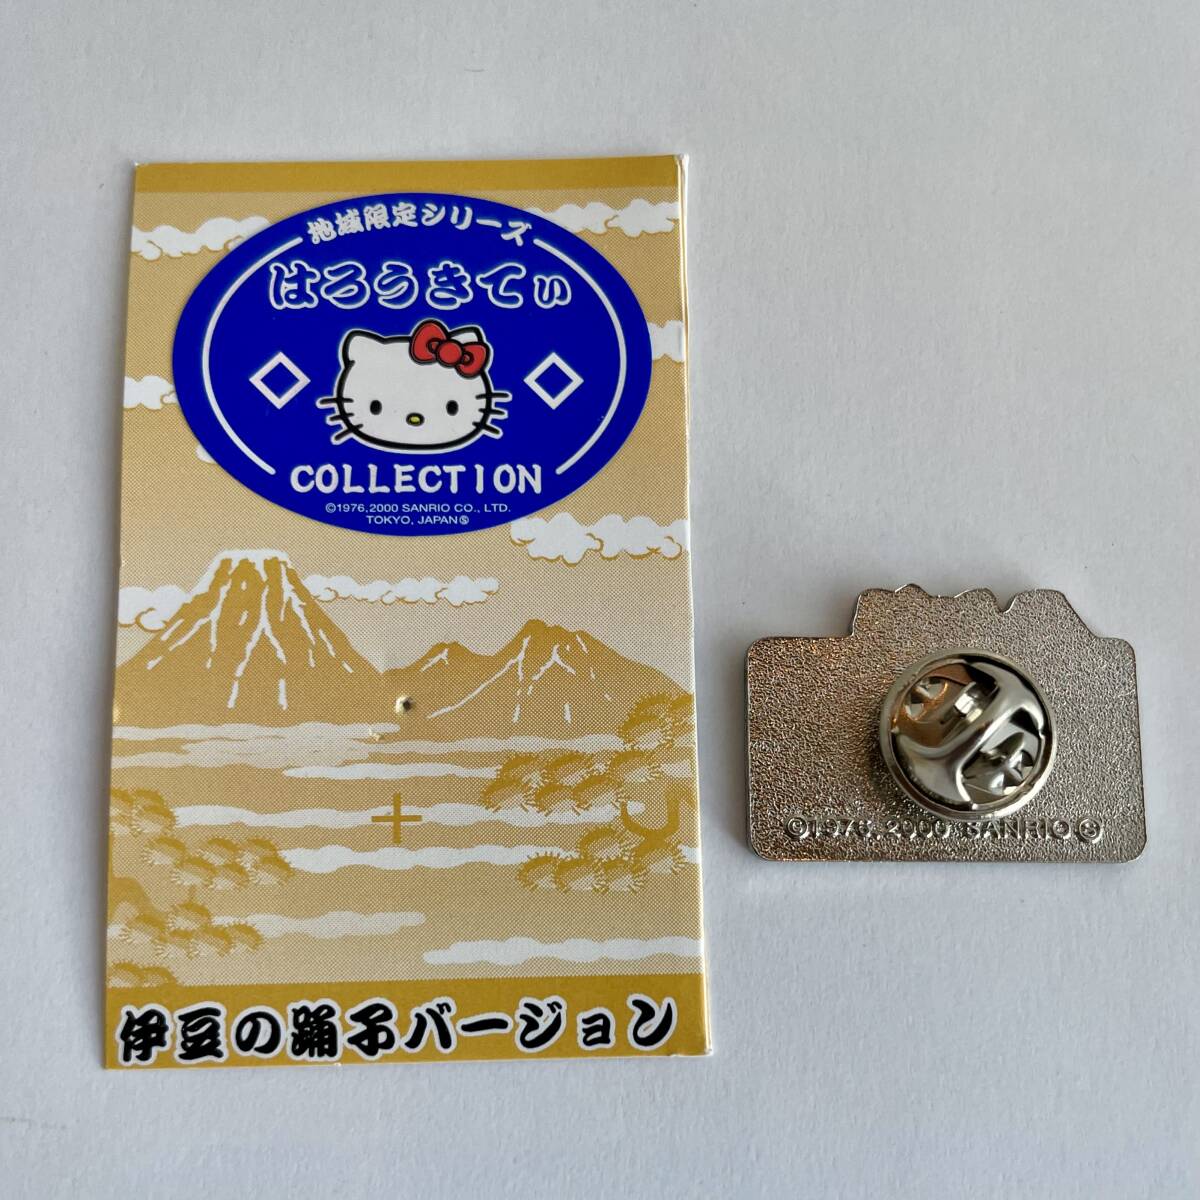 地域限定シリーズ
はろうきてぃ
COLLECTION
©1976,2000 SANRIO CO., LTD.
TOKYO, JAPAN Ⓢ
伊豆の踊子バージョン
©1976, 2000 SANRIO Ⓢ